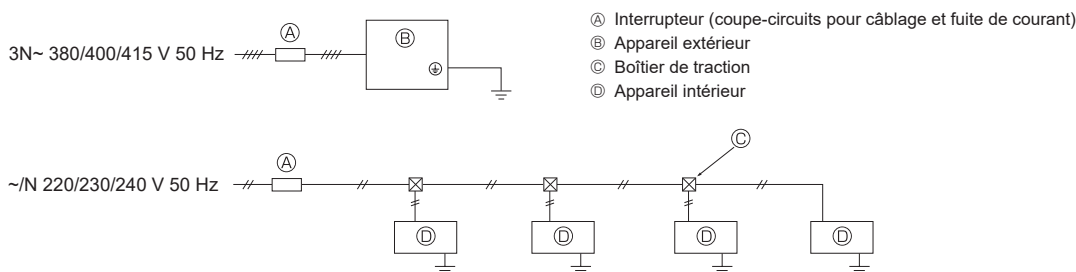 3N~ 380/400/415 V 50 Hz
Ⓐ
Ⓑ
Ⓐ Interrupteur (coupe-circuits pour câblage et fuite de courant)
Ⓑ Appareil extérieur
Ⓒ Boîtier de traction
Ⓓ Appareil intérieur
~/N 220/230/240 V 50 Hz
Ⓐ
Ⓒ
Ⓓ Ⓓ Ⓓ Ⓓ